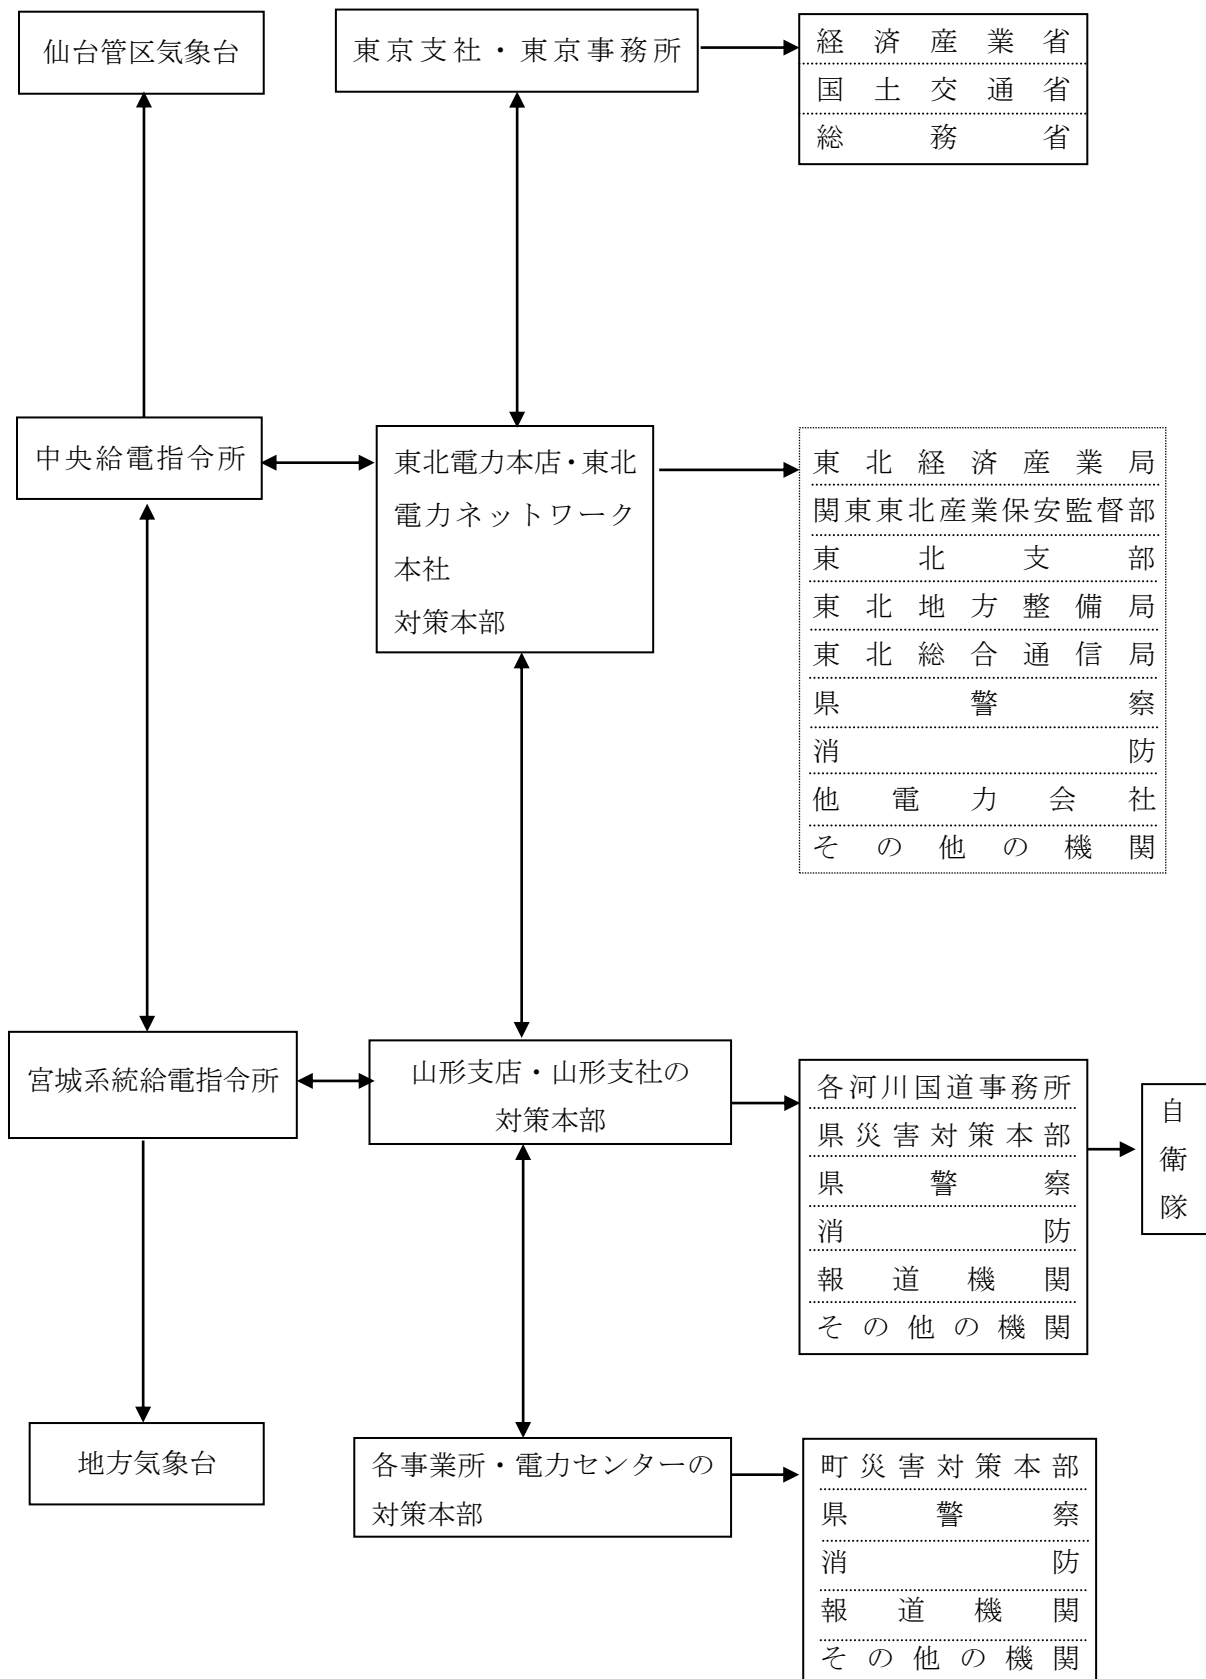 仙台管区気象台
東京支社・東京事務所
経済産業省
国土交通省
総務省
中央給電指令所
東北電力本店・東北
電力ネットワーク
本社
対策本部
東北経済産業局
関東東北産業保安監督部
東北支部
東北地方整備局
東北総合通信局
県警察
消防
他電力会社
その他の機関
宮城系統給電指令所
山形支店・山形支社の
対策本部
各河川国道事務所
県災害対策本部
県警察
消防
報道機関
その他の機関
自
衛
隊
地方気象台
各事業所・電力センターの
対策本部
町災害対策本部
県警察
消防
報道機関
その他の機関